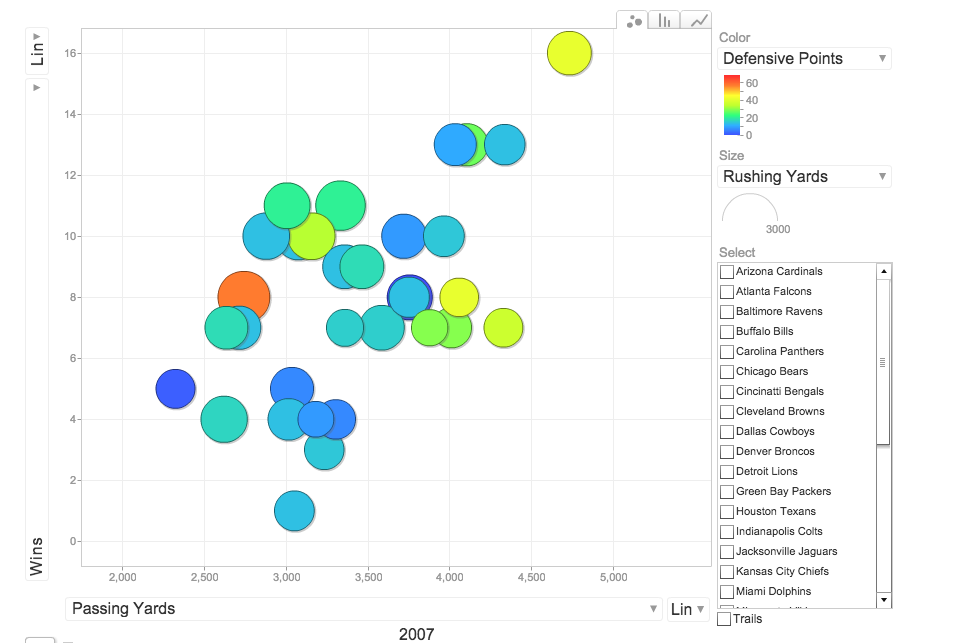 Lin
Wins
16
14
12
10
8
6
4
2
0
2,000
2,500
3,000
3,500
4,000
4,500
5,000
Passing Yards
Lin
2007
Color
Defensive Points
60
40
20
0
Size
Rushing Yards
3000
Select
Arizona Cardinals
Atlanta Falcons
Baltimore Ravens
Buffalo Bills
Carolina Panthers
Chicago Bears
Cincinatti Bengals
Cleveland Browns
Dallas Cowboys
Denver Broncos
Detroit Lions
Green Bay Packers
Houston Texans
Indianapolis Colts
Jacksonville Jaguars
Kansas City Chiefs
Miami Dolphins
Trails